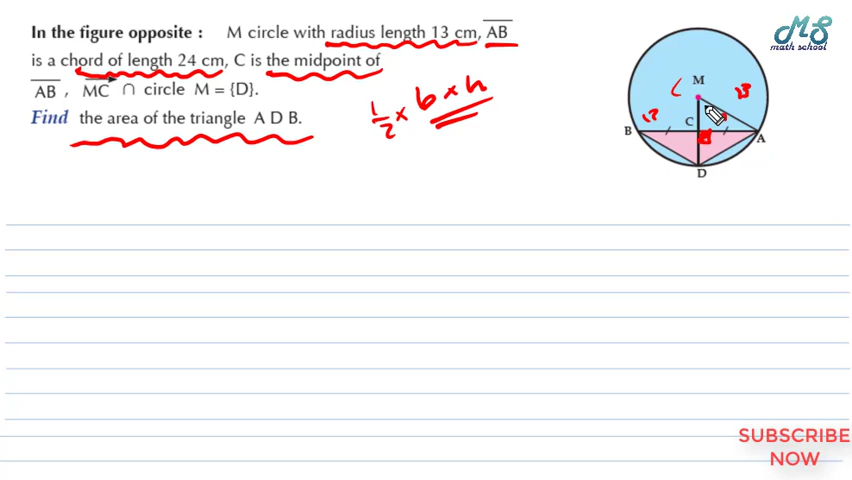 In the figure opposite : M circle with radius length 13 cm, AB
is a chord of length 24 cm, C is the midpoint of
AB , MC ∩ circle M = {D}.
Find the area of the triangle A D B.
1/2 × b × h
MS
math school
M
13
12
C
B
A
D
SUBSCRIBE
NOW